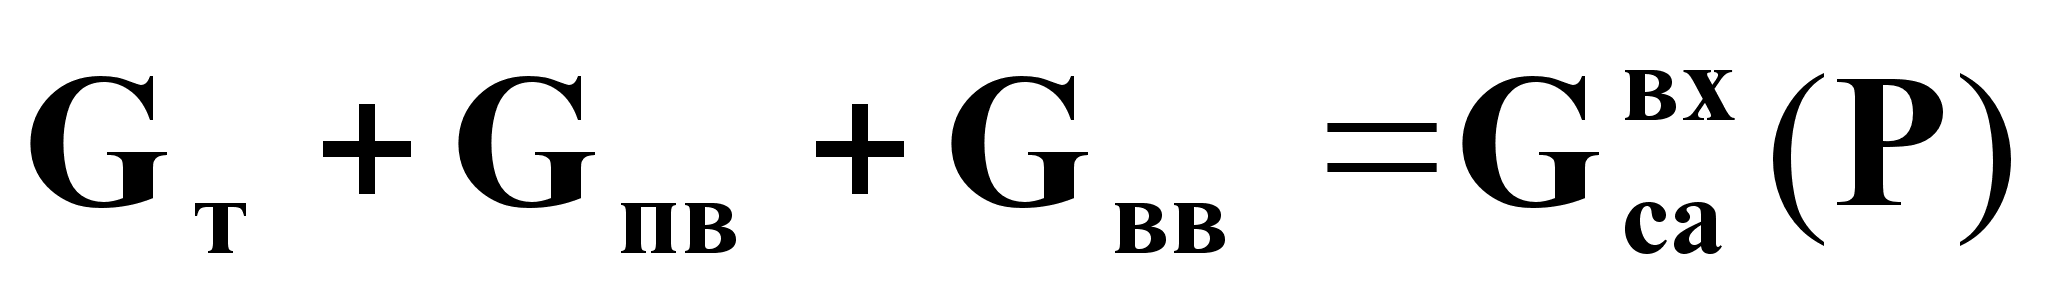 G т + G пв + G вв = G вх са (P)